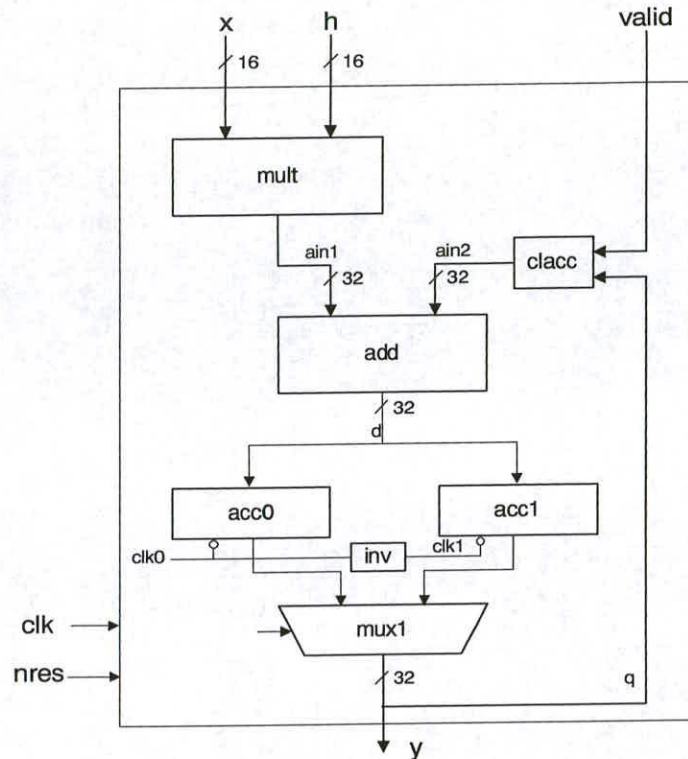 x h valid
16 16
mult
ain1 ain2 clacc
32 32
add
32
d
acc0 acc1
clk0 inv clk1
clk mux1
nres 32 q
y